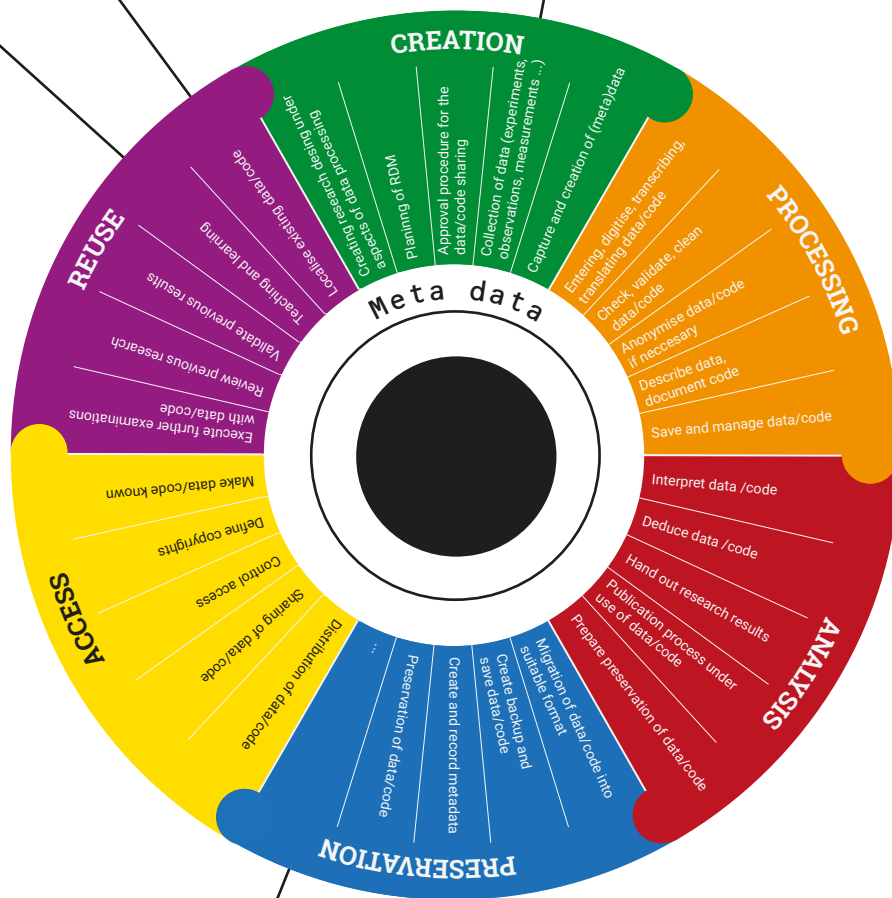 CREATION
Creating research desing under
aspects of data processing
Planining of RDM
Approval procedure for the
data/code sharing
Collection of data (experiments,
observations, measurements ...)
Capture and creation of (meta)data
PROCESSING
Entering, digitise, transcribing,
translating data/code
Check, validate, clean
data/code
Anonymise data/code
if neccesary
Describe data,
document code
Save and manage data/code
ANALYSIS
Interpret data /code
Deduce data /code
Hand out research results
Publication process under
use of data/code
Prepare preservation of data/code
PRESERVATION
Migration of data/code into
suitable format
Create backup and
save data/code
Create and record metadata
Preservation of data/code
...
ACCESS
Distribution of data/code
Sharing of data/code
Control access
Define copyrights
Make data/code known
REUSE
Execute further examinations
with data/code
Review previous research
Validate previous results
Teaching and learning
Localise existing data/code
Meta data